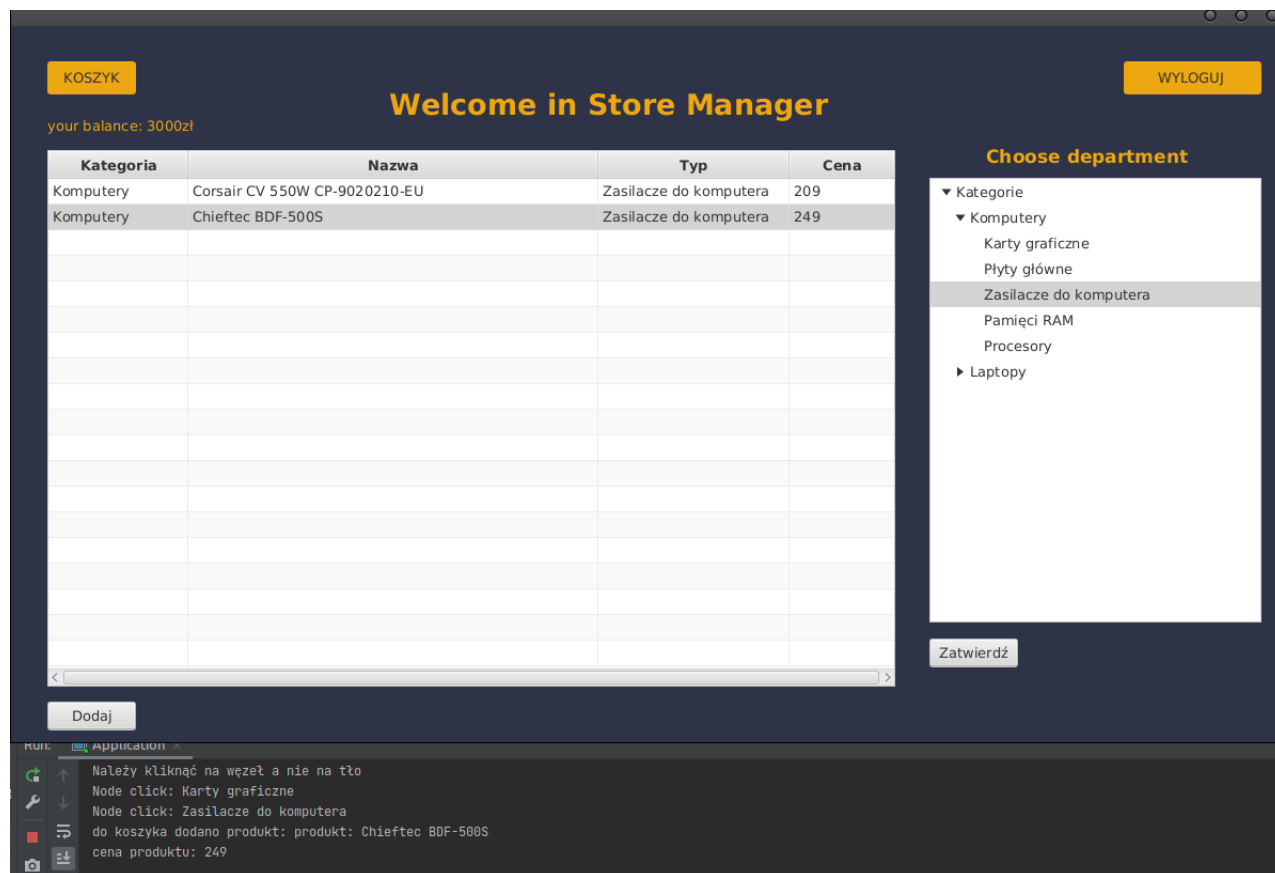 KOSZYK
WYLOGUJ
Welcome in Store Manager
your balance: 3000zł
Choose department
Kategoria Nazwa Typ Cena
Komputery Corsair CV 550W CP-9020210-EU Zasilacze do komputera 209
Komputery Chieftec BDF-500S Zasilacze do komputera 249
Kategorie
Komputery
Karty graficzne
Płyty główne
Zasilacze do komputera
Pamięci RAM
Procesory
Laptopy
Zatwierdź
Dodaj
Run: Application
Należy kliknąć na węzeł a nie na tło
Node click: Karty graficzne
Node click: Zasilacze do komputera
do koszyka dodano produkt: produkt: Chieftec BDF-500S
cena produktu: 249